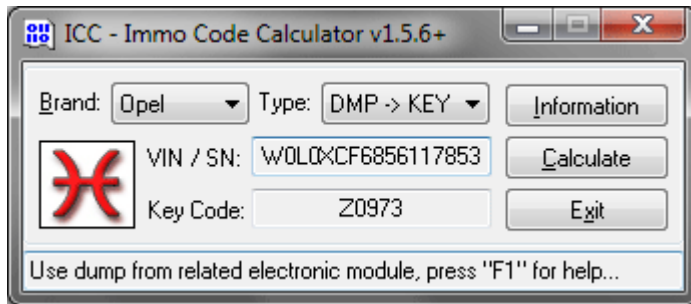 ICC - Immo Code Calculator v1.5.6+
Brand: Opel Type: DMP -> KEY Information
VIN / SN: W0L0XCF6856117853 Calculate
Key Code: Z0973 Exit
Use dump from related electronic module, press "F1" for help...